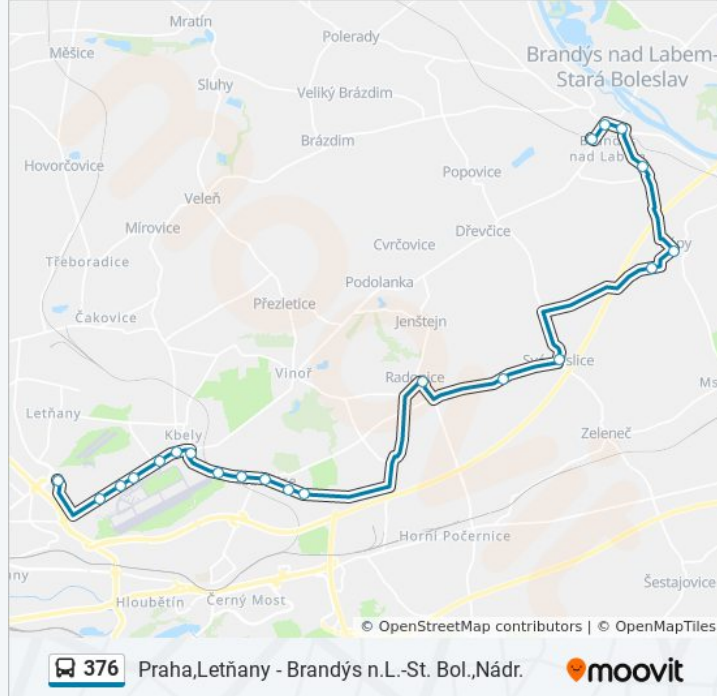 Mratín
Polerady
Měšice
Brandýs nad Labem-
Stará Boleslav
Sluhy
Veliký Brázdim
Brázdim
nad Labem
Hovorčovice
Popovice
Veleň
Mírovice
Dřevčice
Cvrčovice
Třeboradice
Podolanka
Přezletice
Čakovice
Jenštejn
Vinoř
Radonice
Letňany
Kbely
Zeleneč
Horní Počernice
Šestajovice
Hloubětín
Černý Most
© OpenStreetMap contributors | © OpenMapTiles
376 Praha,Letňany - Brandýs n.L.-St. Bol.,Nádr.
moovit